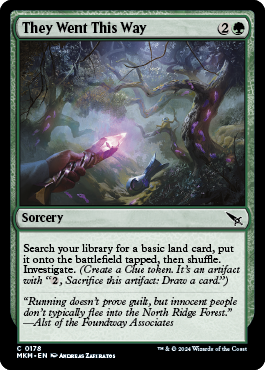 They Went This Way 2
Sorcery
Search your library for a basic land card, put
it onto the battlefield tapped, then shuffle.
Investigate. (Create a Clue token. It's an artifact
with “2, Sacrifice this artifact: Draw a card.”)
“Running doesn't prove guilt, but innocent people
don't typically flee into the North Ridge Forest.”
—Alst of the Foundway Associates
C 0178
MKM • EN Andreas Zafiratos
™ & © 2024 Wizards of the Coast